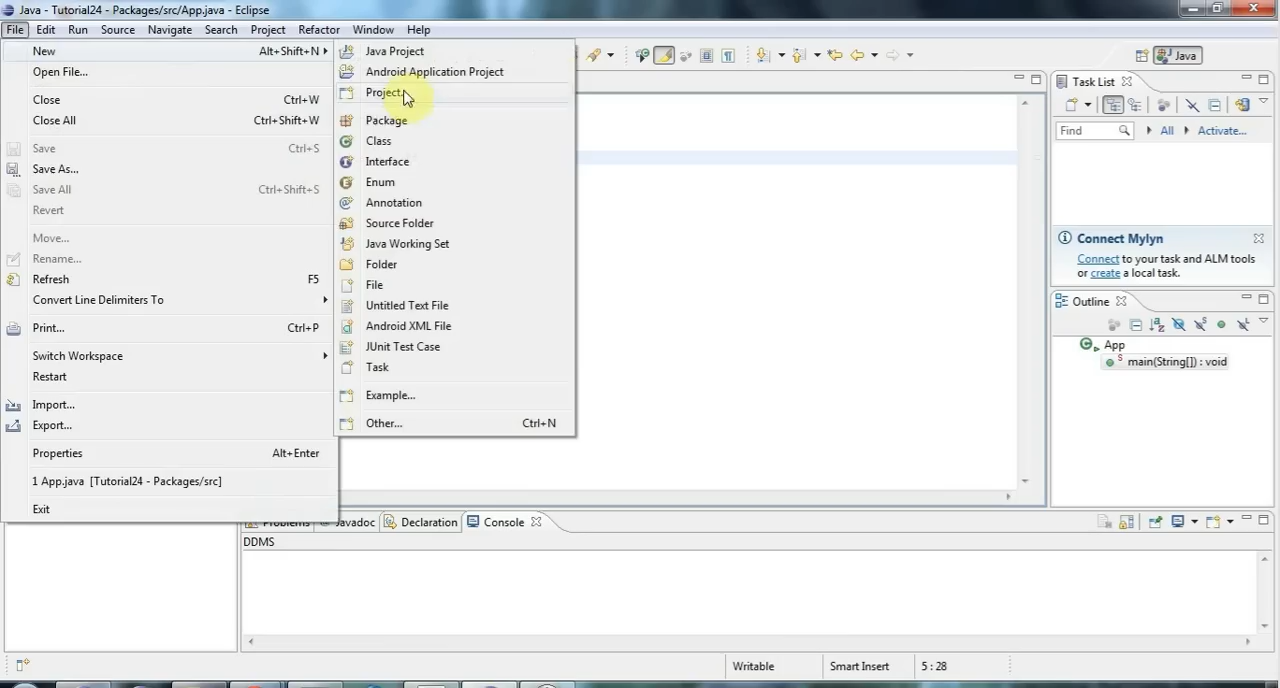 Java - Tutorial24 - Packages/src/App.java - Eclipse
File Edit Run Source Navigate Search Project Refactor Window Help
New Alt+Shift+N
Open File...
Close Ctrl+W
Close All Ctrl+Shift+W
Save Ctrl+S
Save As...
Save All Ctrl+Shift+S
Revert
Move...
Rename...
Refresh F5
Convert Line Delimiters To
Print... Ctrl+P
Switch Workspace
Restart
Import...
Export...
Properties Alt+Enter
1 App.java [Tutorial24 - Packages/src]
Exit
Java Project
Android Application Project
Project...
Package
Class
Interface
Enum
Annotation
Source Folder
Java Working Set
Folder
File
Untitled Text File
Android XML File
JUnit Test Case
Task
Example...
Other... Ctrl+N
Java
Task List
Find All Activate...
Connect Mylyn
Connect to your task and ALM tools
or create a local task.
Outline
App
main(String[]) : void
Problems Javadoc Declaration Console
DDMS
Writable Smart Insert 5 : 28